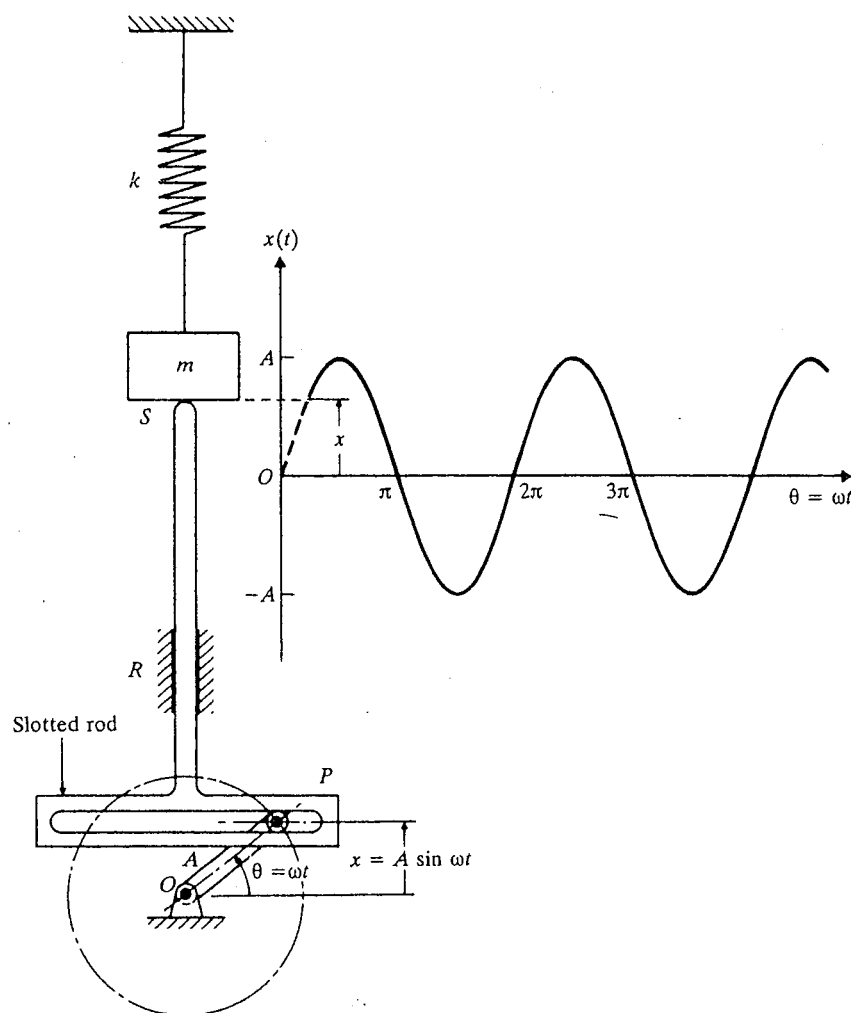 k
x(t)
m
A
S
x
O
π
2π
3π
θ = ωt
−A
R
Slotted rod
P
A
x = A sin ωt
θ = ωt
O